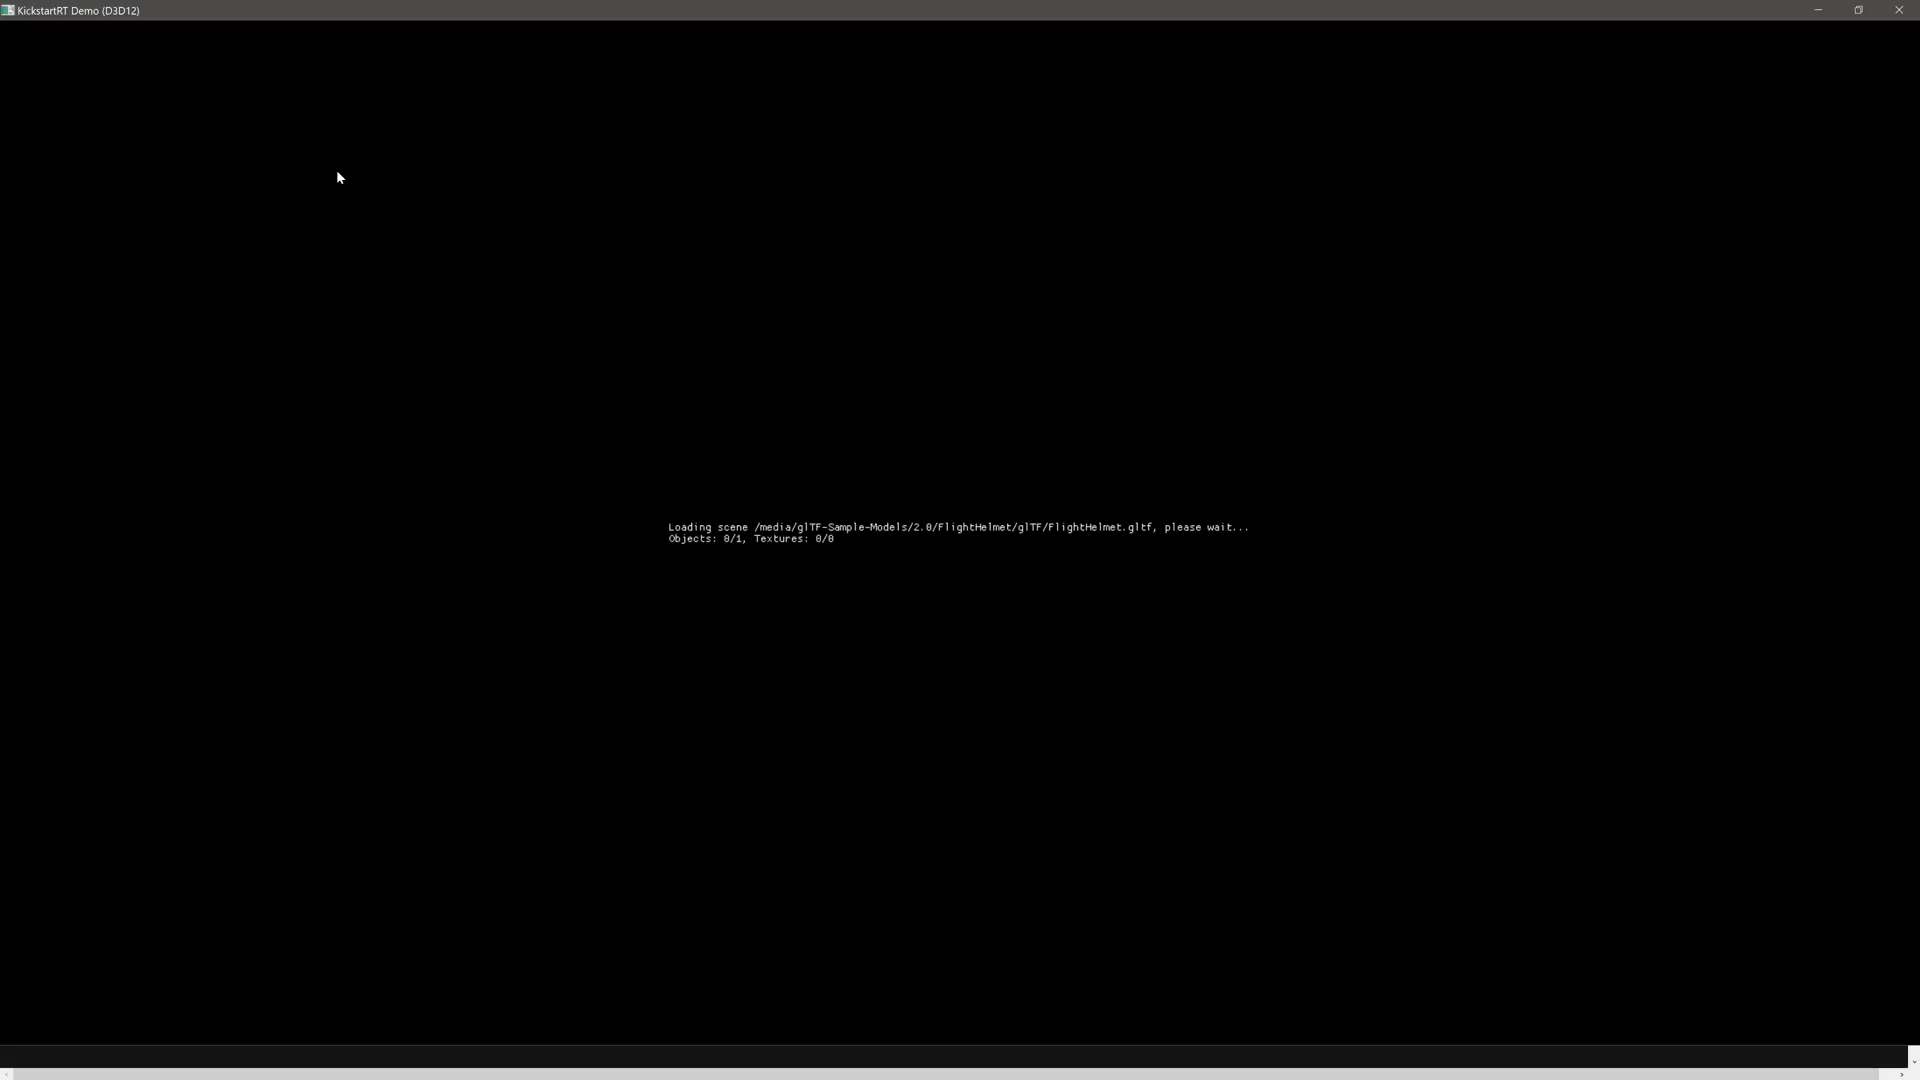 KickstartRT Demo (D3D12)
Loading scene /media/glTF-Sample-Models/2.0/FlightHelmet/glTF/FlightHelmet.gltf, please wait...
Objects: 0/1, Textures: 0/0